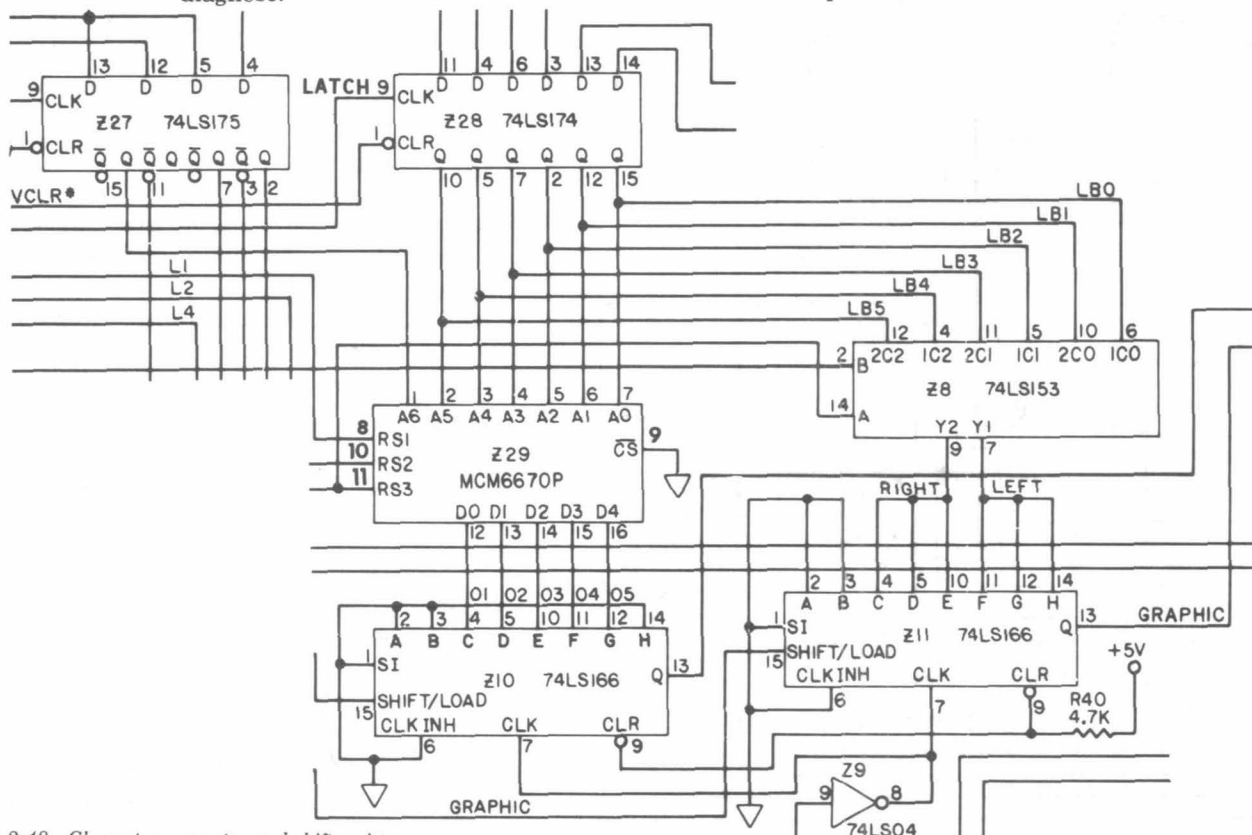 diagnose.
13 12 5 4
D D D D
9 CLK
Z27 74LS175
1 CLR
Q̅ Q Q̅ Q Q̅ Q Q̅ Q
15 11 7 3 2
VCLR*
LATCH 9
11 4 6 3 13 14
D D D D D D
CLK
Z28 74LS174
1 CLR
Q Q Q Q Q Q
10 5 7 2 12 15
L1
L2
L4
LB0
LB1
LB2
LB3
LB4
LB5
12 4 11 5 10 6
2C2 1C2 2C1 1C1 2C0 1C0
2 B
Z8 74LS153
14 A
Y2 Y1
9 7
1 2 3 4 5 6 7
A6 A5 A4 A3 A2 A1 A0
8 RS1
10 RS2
11 RS3
Z29
MCM6670P
C̅S̅ 9
D0 D1 D2 D3 D4
12 13 14 15 16
O1 O2 O3 O4 O5
2 3 4 5 10 11 12 14
A B C D E F G H
1 SI
Z10 74LS166
Q 13
SHIFT/LOAD
15
CLK INH CLK CLR
6 7 9
RIGHT LEFT
2 3 4 5 10 11 12 14
A B C D E F G H
1 SI
Z11 74LS166
Q 13
GRAPHIC
SHIFT/LOAD
15
CLK INH CLK CLR
6 7 9
+5V
R40
4.7K
Z9
9 8
74LS04
GRAPHIC